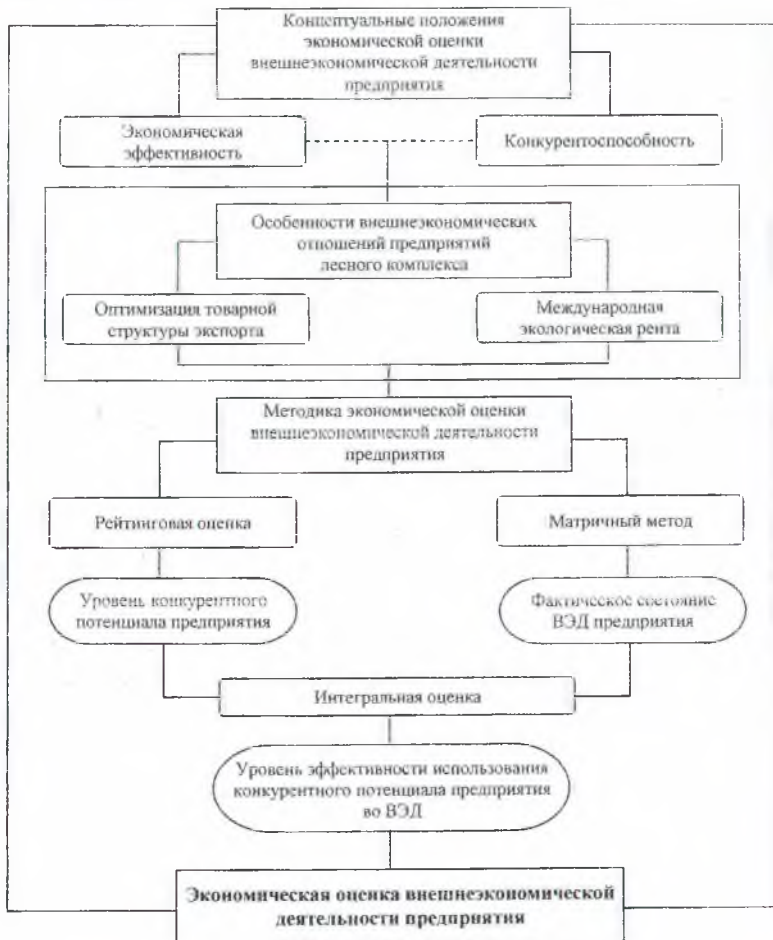 Концептуальные положения
экономической оценки
внешнеэкономической деятельности
предприятия
Экономическая
эффективность
Конкурентоспособность
Особенности внешнеэкономических
отношений предприятий
лесного комплекса
Оптимизация товарной
структуры экспорта
Международная
экологическая рента
Методика экономической оценки
внешнеэкономической деятельности
предприятия
Рейтинговая оценка
Матричный метод
Уровень конкурентного
потенциала предприятия
Фактическое состояние
ВЭД предприятия
Интегральная оценка
Уровень эффективности использования
конкурентного потенциала предприятия
во ВЭД
Экономическая оценка внешнеэкономической
деятельности предприятия